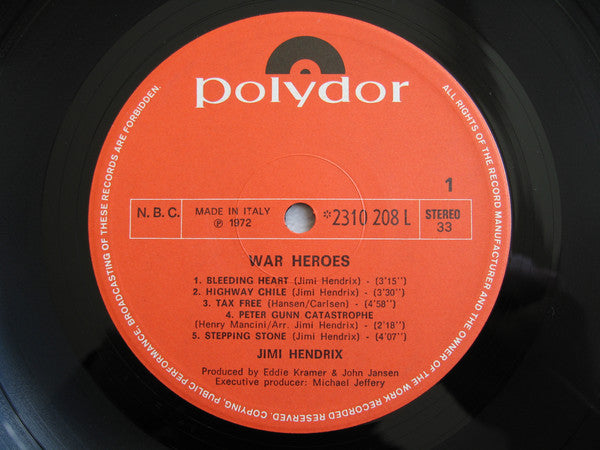 polydor
ALL RIGHTS OF THE RECORD MANUFACTURER AND THE OWNER OF THE WORK RECORDED RESERVED. COPYING, PUBLIC PERFORMANCE BROADCASTING OF THESE RECORDS ARE FORBIDDEN.
1
N.B.C.
MADE IN ITALY
Ⓟ 1972
*2310 208 L
STEREO
33
WAR HEROES
1. BLEEDING HEART (Jimi Hendrix) - (3'15")
2. HIGHWAY CHILE (Jimi Hendrix) - (3'30")
3. TAX FREE (Hansen/Carlsen) - (4'58")
4. PETER GUNN CATASTROPHE
(Henry Mancini/Arr. Jimi Hendrix) - (2'18")
5. STEPPING STONE (Jimi Hendrix) - (4'07")
JIMI HENDRIX
Produced by Eddie Kramer & John Jansen
Executive producer: Michael Jeffery